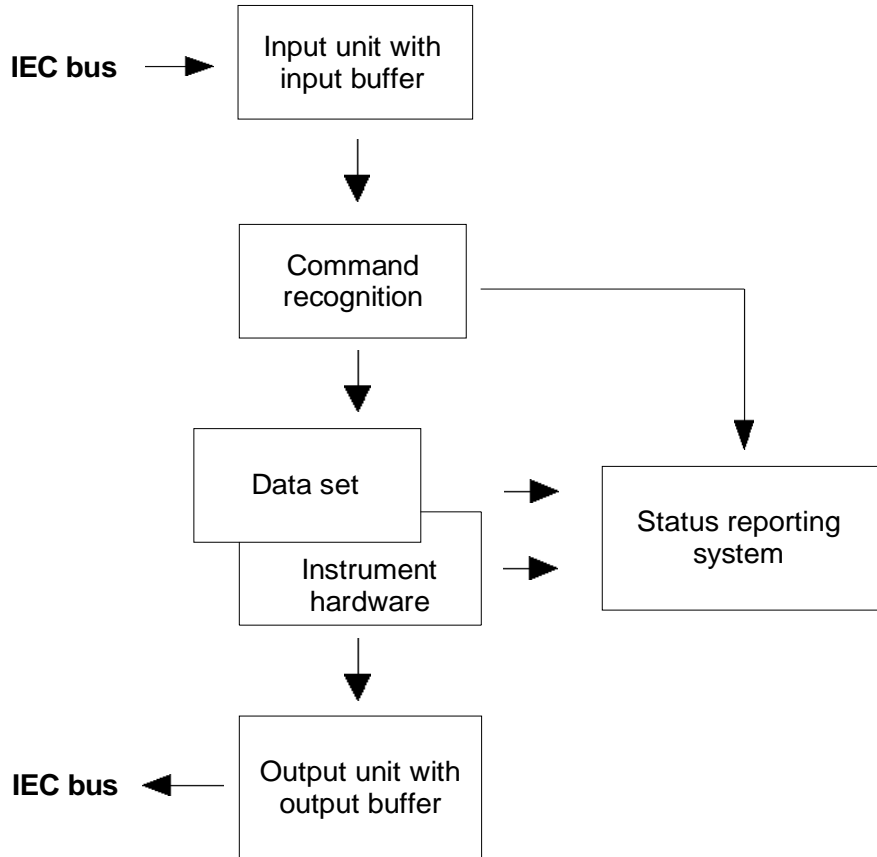 IEC bus
Input unit with
input buffer
Command
recognition
Data set
Instrument
hardware
Status reporting
system
IEC bus
Output unit with
output buffer